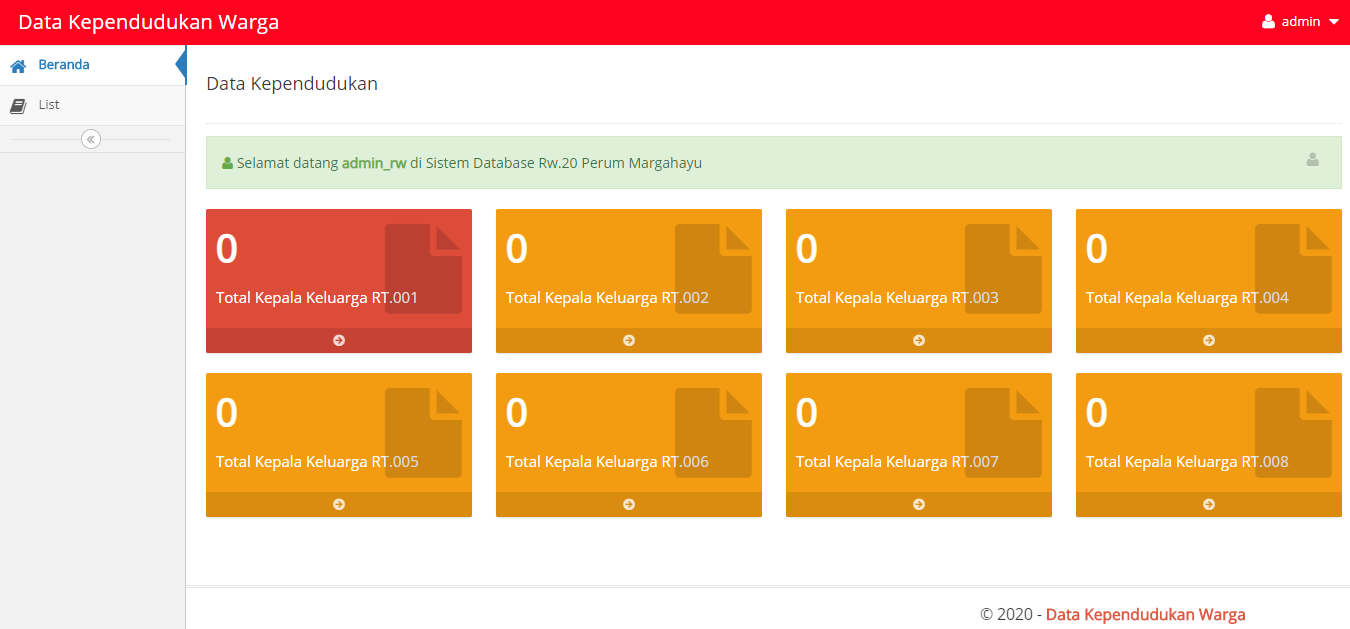 Data Kependudukan Warga
admin
Beranda
List
Data Kependudukan
Selamat datang admin_rw di Sistem Database Rw.20 Perum Margahayu
0
Total Kepala Keluarga RT.001
0
Total Kepala Keluarga RT.002
0
Total Kepala Keluarga RT.003
0
Total Kepala Keluarga RT.004
0
Total Kepala Keluarga RT.005
0
Total Kepala Keluarga RT.006
0
Total Kepala Keluarga RT.007
0
Total Kepala Keluarga RT.008
© 2020 - Data Kependudukan Warga